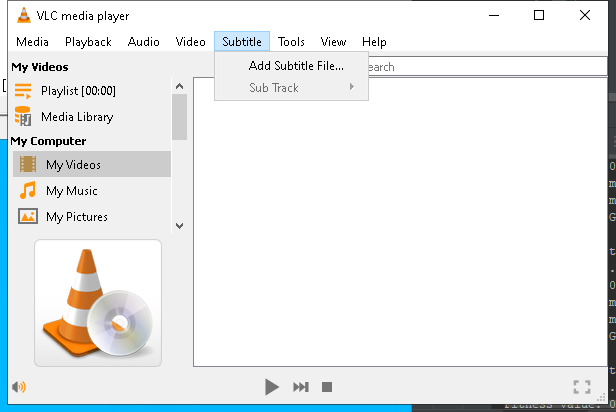 VLC media player
Media Playback Audio Video Subtitle Tools View Help
My Videos
Playlist [00:00]
Media Library
My Computer
My Videos
My Music
My Pictures
Add Subtitle File...
Sub Track
earch